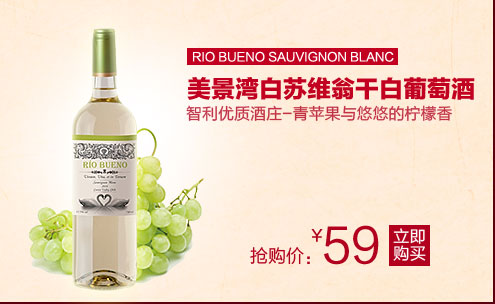 RIO BUENO SAUVIGNON BLANC
美景湾白苏维翁干白葡萄酒
智利优质酒庄-青苹果与悠悠的柠檬香
RÍO BUENO
抢购价：¥59
立即
购买